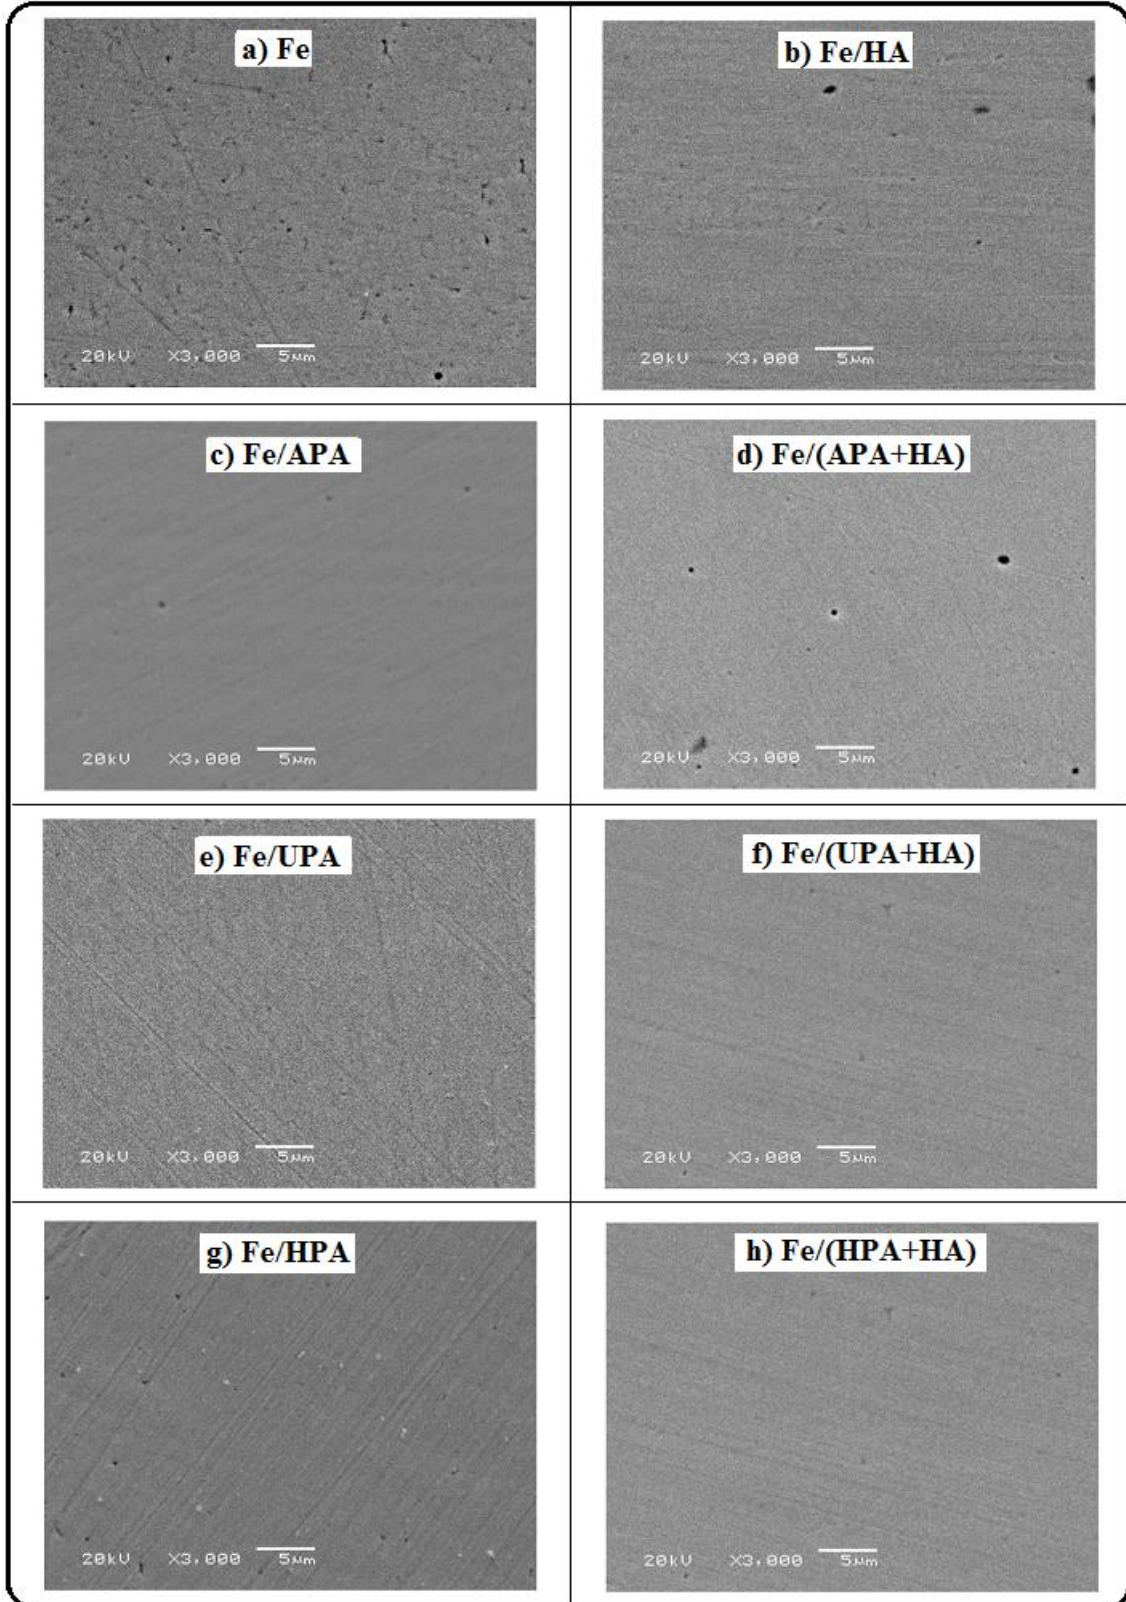 a) Fe
20kV X3,000 5µm
b) Fe/HA
20kV X3,000 5µm
c) Fe/APA
20kV X3,000 5µm
d) Fe/(APA+HA)
20kV X3,000 5µm
e) Fe/UPA
20kV X3,000 5µm
f) Fe/(UPA+HA)
20kV X3,000 5µm
g) Fe/HPA
20kV X3,000 5µm
h) Fe/(HPA+HA)
20kV X3,000 5µm